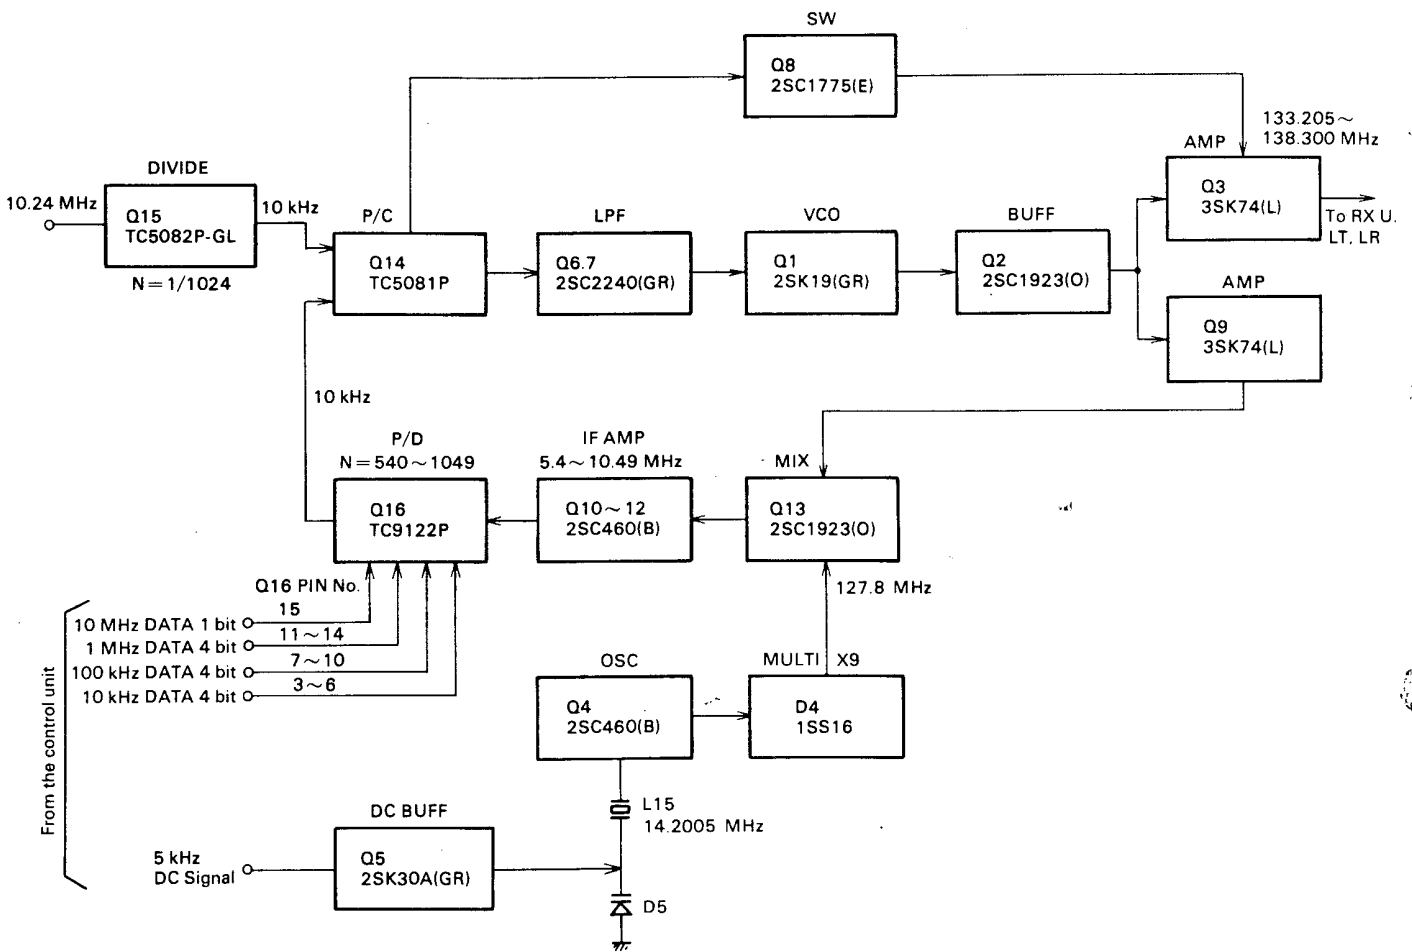 SW
Q8
2SC1775(E)
133.205～
138.300 MHz
AMP
Q3
3SK74(L)
To RX U.
LT, LR
DIVIDE
10.24 MHz
Q15
TC5082P-GL
N=1/1024
10 kHz
P/C
Q14
TC5081P
LPF
Q6.7
2SC2240(GR)
VCO
Q1
2SK19(GR)
BUFF
Q2
2SC1923(O)
AMP
Q9
3SK74(L)
10 kHz
P/D
N=540～1049
Q16
TC9122P
IF AMP
5.4～10.49 MHz
Q10～12
2SC460(B)
MIX
Q13
2SC1923(O)
127.8 MHz
Q16 PIN No.
15
10 MHz DATA 1 bit
11～14
1 MHz DATA 4 bit
7～10
100 kHz DATA 4 bit
3～6
10 kHz DATA 4 bit
From the control unit
OSC
Q4
2SC460(B)
MULTI X9
D4
1SS16
L15
14.2005 MHz
DC BUFF
Q5
2SK30A(GR)
5 kHz
DC Signal
D5